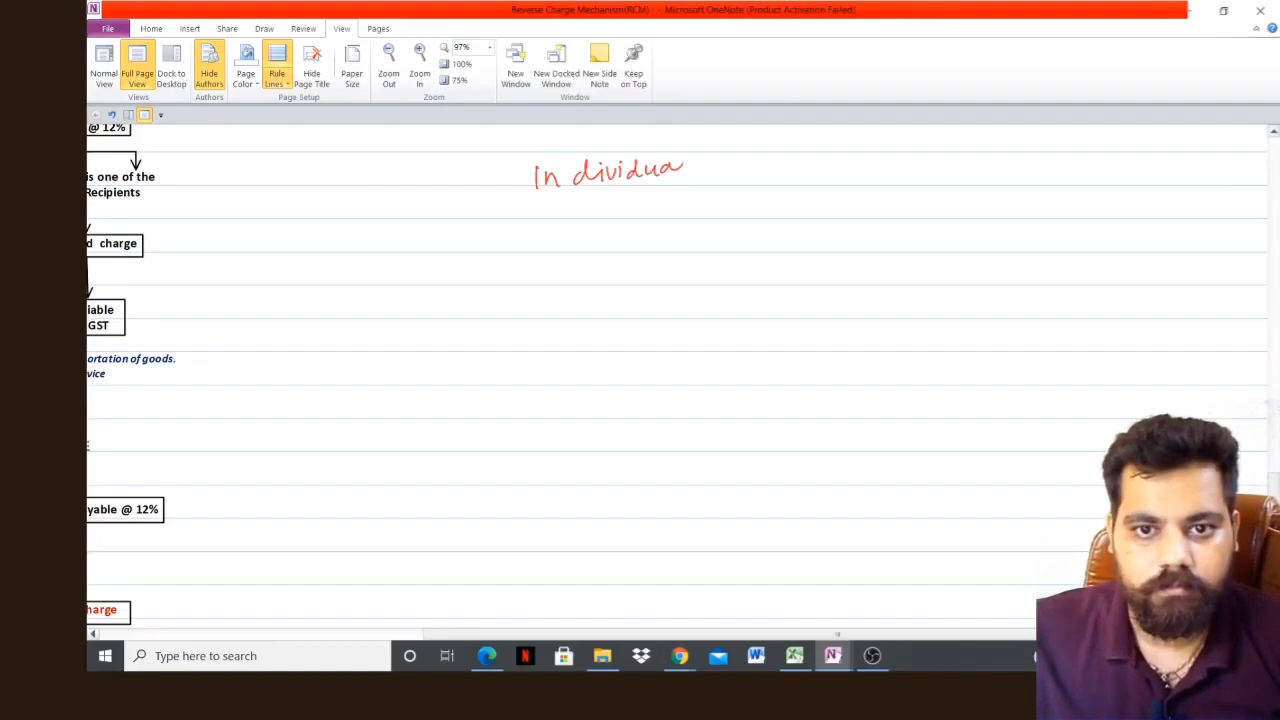 Reverse Charge Mechanism(RCM) - Microsoft OneNote (Product Activation Failed)
File Home Insert Share Draw Review View Pages
Normal View
Full Page View
Dock to Desktop
Hide Authors
Page Color
Rule Lines
Hide Page Title
Paper Size
Zoom Out
Zoom In
97%
100%
75%
New Window
New Docked Window
New Side Note
Keep on Top
Views Authors Page Setup Zoom Window
@ 12%
In dividua
is one of the
Recipients
d charge
iable
GST
ortation of goods.
vice
yable @ 12%
harge
Type here to search